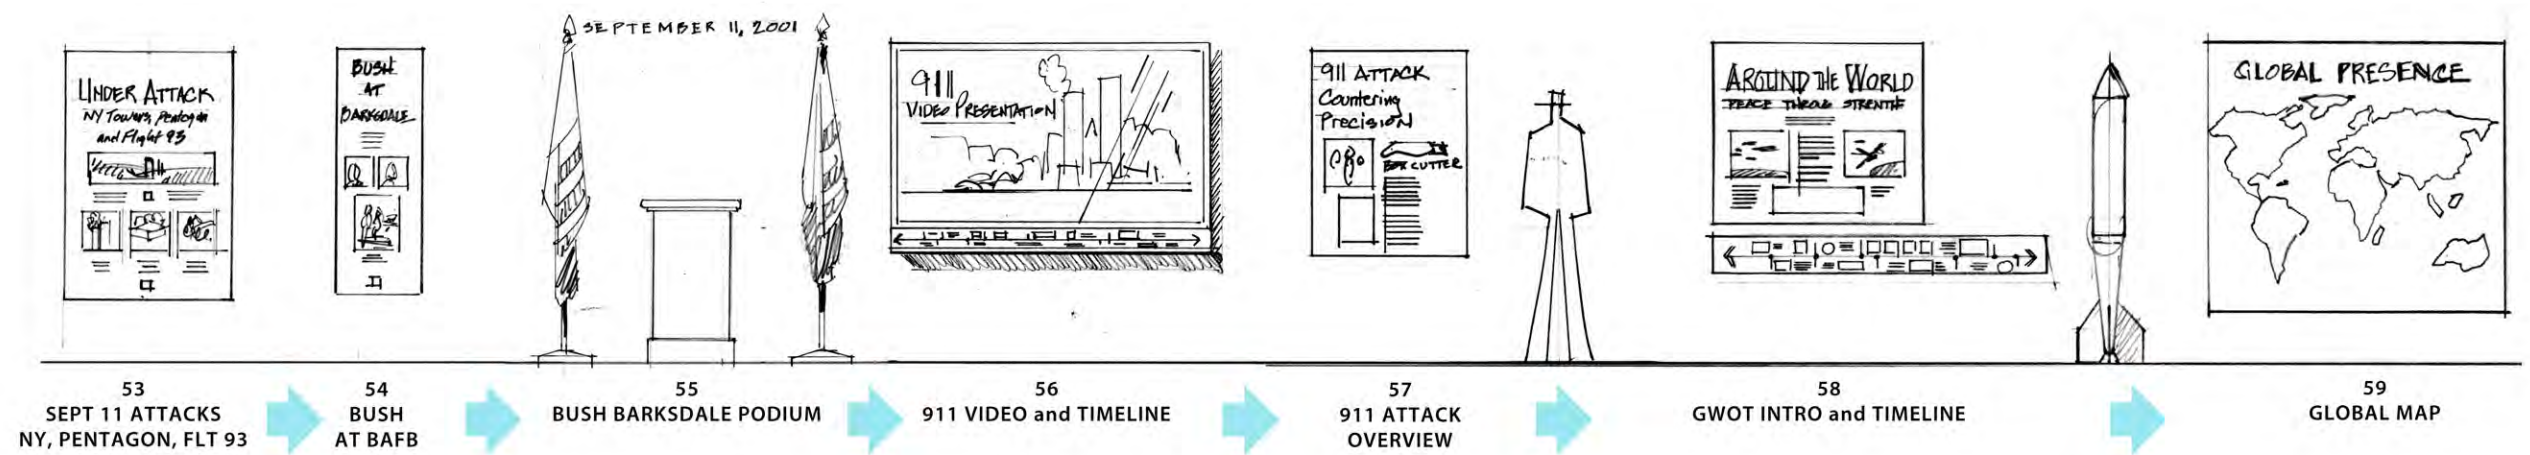 UNDER ATTACK
NY Towers, Pentagon
and Flight 93
BUSH
AT
BARKSDALE
SEPTEMBER 11, 2001
911
VIDEO PRESENTATION
911 ATTACK
Countering
Precision
BOX CUTTER
AROUND THE WORLD
PEACE THROUG STRENTH
GLOBAL PRESENCE
53
SEPT 11 ATTACKS
NY, PENTAGON, FLT 93
54
BUSH
AT BAFB
55
BUSH BARKSDALE PODIUM
56
911 VIDEO and TIMELINE
57
911 ATTACK
OVERVIEW
58
GWOT INTRO and TIMELINE
59
GLOBAL MAP